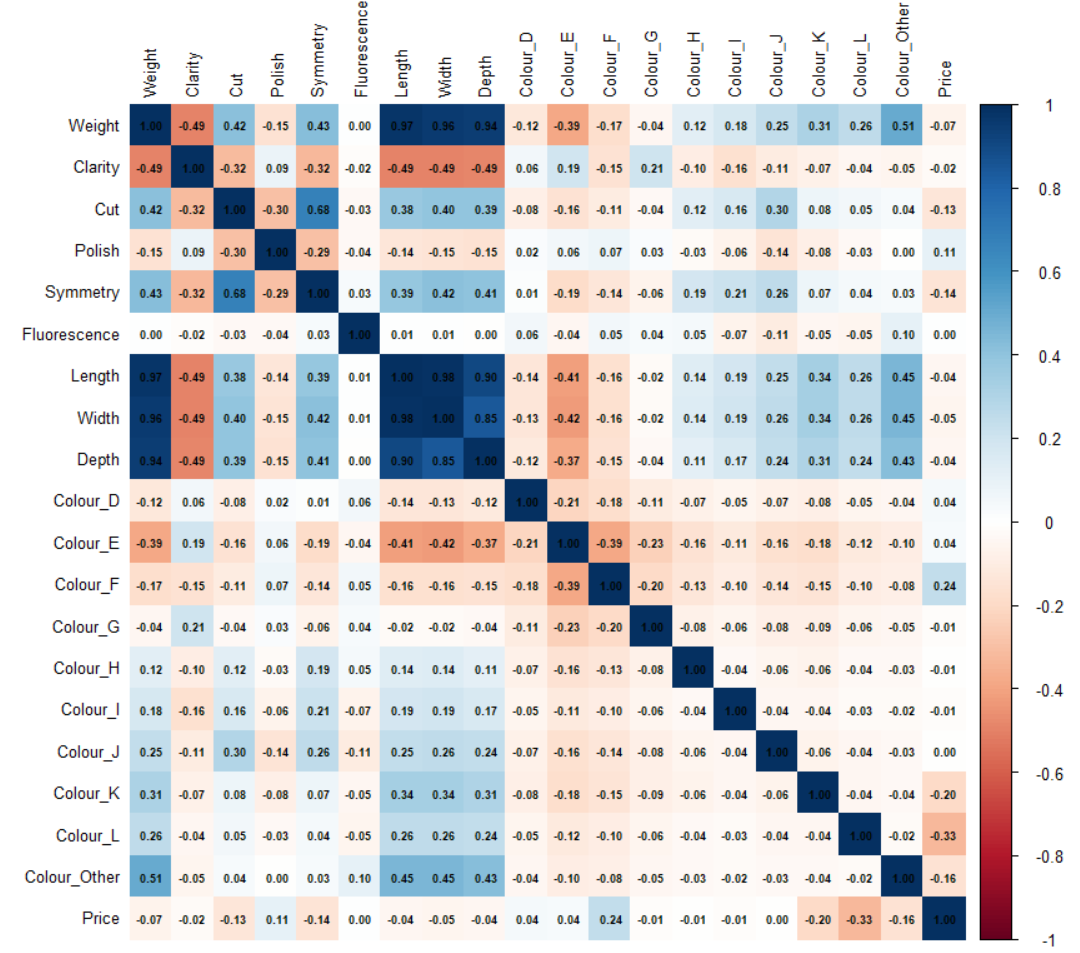 Weight Clarity Cut Polish Symmetry Fluorescence Length Width Depth Colour_D Colour_E Colour_F Colour_G Colour_H Colour_I Colour_J Colour_K Colour_L Colour_Other Price
Weight 1.00 -0.49 0.42 -0.15 0.43 0.00 0.97 0.96 0.94 -0.12 -0.39 -0.17 -0.04 0.12 0.18 0.25 0.31 0.26 0.51 -0.07
Clarity -0.49 1.00 -0.32 0.09 -0.32 -0.02 -0.49 -0.49 -0.49 0.06 0.19 -0.15 0.21 -0.10 -0.16 -0.11 -0.07 -0.04 -0.05 -0.02
Cut 0.42 -0.32 1.00 -0.30 0.68 -0.03 0.38 0.40 0.39 -0.08 -0.16 -0.11 -0.04 0.12 0.16 0.30 0.08 0.05 0.04 -0.13
Polish -0.15 0.09 -0.30 1.00 -0.29 -0.04 -0.14 -0.15 -0.15 0.02 0.06 0.07 0.03 -0.03 -0.06 -0.14 -0.08 -0.03 0.00 0.11
Symmetry 0.43 -0.32 0.68 -0.29 1.00 0.03 0.39 0.42 0.41 0.01 -0.19 -0.14 -0.06 0.19 0.21 0.26 0.07 0.04 0.03 -0.14
Fluorescence 0.00 -0.02 -0.03 -0.04 0.03 1.00 0.01 0.01 0.00 0.06 -0.04 0.05 0.04 0.05 -0.07 -0.11 -0.05 -0.05 0.10 0.00
Length 0.97 -0.49 0.38 -0.14 0.39 0.01 1.00 0.98 0.90 -0.14 -0.41 -0.16 -0.02 0.14 0.19 0.25 0.34 0.26 0.45 -0.04
Width 0.96 -0.49 0.40 -0.15 0.42 0.01 0.98 1.00 0.85 -0.13 -0.42 -0.16 -0.02 0.14 0.19 0.26 0.34 0.26 0.45 -0.05
Depth 0.94 -0.49 0.39 -0.15 0.41 0.00 0.90 0.85 1.00 -0.12 -0.37 -0.15 -0.04 0.11 0.17 0.24 0.31 0.24 0.43 -0.04
Colour_D -0.12 0.06 -0.08 0.02 0.01 0.06 -0.14 -0.13 -0.12 1.00 -0.21 -0.18 -0.11 -0.07 -0.05 -0.07 -0.08 -0.05 -0.04 0.04
Colour_E -0.39 0.19 -0.16 0.06 -0.19 -0.04 -0.41 -0.42 -0.37 -0.21 1.00 -0.39 -0.23 -0.16 -0.11 -0.16 -0.18 -0.12 -0.10 0.04
Colour_F -0.17 -0.15 -0.11 0.07 -0.14 0.05 -0.16 -0.16 -0.15 -0.18 -0.39 1.00 -0.20 -0.13 -0.10 -0.14 -0.15 -0.10 -0.08 0.24
Colour_G -0.04 0.21 -0.04 0.03 -0.06 0.04 -0.02 -0.02 -0.04 -0.11 -0.23 -0.20 1.00 -0.08 -0.06 -0.08 -0.09 -0.06 -0.05 -0.01
Colour_H 0.12 -0.10 0.12 -0.03 0.19 0.05 0.14 0.14 0.11 -0.07 -0.16 -0.13 -0.08 1.00 -0.04 -0.06 -0.06 -0.04 -0.03 -0.01
Colour_I 0.18 -0.16 0.16 -0.06 0.21 -0.07 0.19 0.19 0.17 -0.05 -0.11 -0.10 -0.06 -0.04 1.00 -0.04 -0.04 -0.03 -0.02 -0.01
Colour_J 0.25 -0.11 0.30 -0.14 0.26 -0.11 0.25 0.26 0.24 -0.07 -0.16 -0.14 -0.08 -0.06 -0.04 1.00 -0.06 -0.04 -0.03 0.00
Colour_K 0.31 -0.07 0.08 -0.08 0.07 -0.05 0.34 0.34 0.31 -0.08 -0.18 -0.15 -0.09 -0.06 -0.04 -0.06 1.00 -0.04 -0.04 -0.20
Colour_L 0.26 -0.04 0.05 -0.03 0.04 -0.05 0.26 0.26 0.24 -0.05 -0.12 -0.10 -0.06 -0.04 -0.03 -0.04 -0.04 1.00 -0.02 -0.33
Colour_Other 0.51 -0.05 0.04 0.00 0.03 0.10 0.45 0.45 0.43 -0.04 -0.10 -0.08 -0.05 -0.03 -0.02 -0.03 -0.04 -0.02 1.00 -0.16
Price -0.07 -0.02 -0.13 0.11 -0.14 0.00 -0.04 -0.05 -0.04 0.04 0.04 0.24 -0.01 -0.01 -0.01 0.00 -0.20 -0.33 -0.16 1.00
1
0.8
0.6
0.4
0.2
0
-0.2
-0.4
-0.6
-0.8
-1